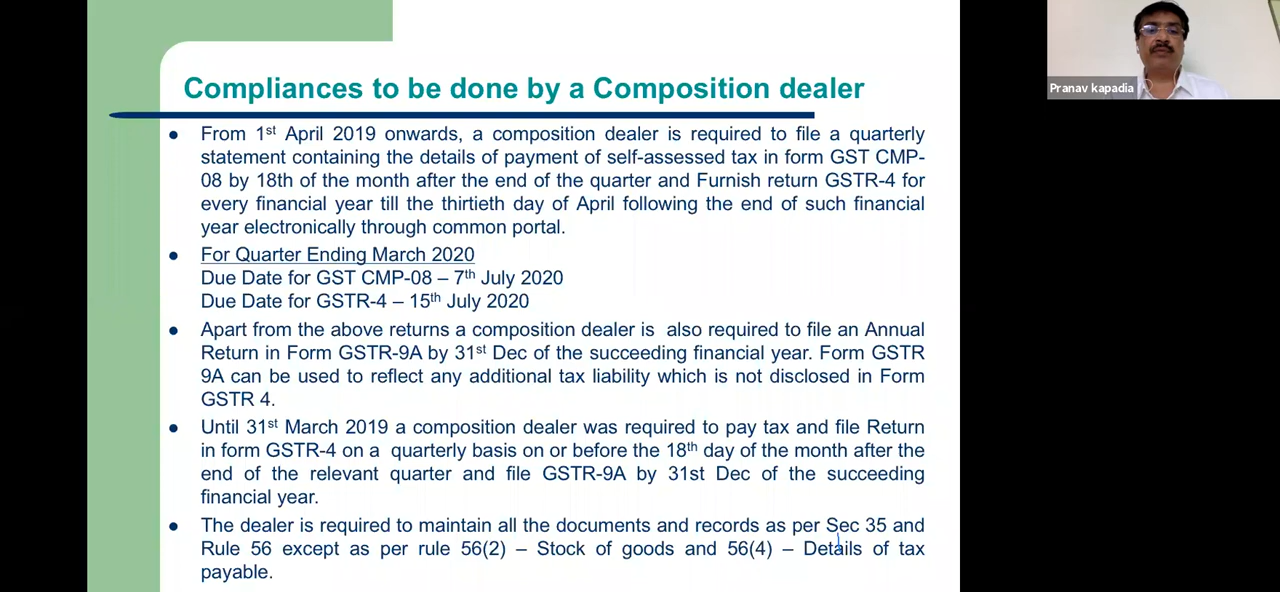 Compliances to be done by a Composition dealer
Pranav kapadia
• From 1st April 2019 onwards, a composition dealer is required to file a quarterly
statement containing the details of payment of self-assessed tax in form GST CMP-
08 by 18th of the month after the end of the quarter and Furnish return GSTR-4 for
every financial year till the thirtieth day of April following the end of such financial
year electronically through common portal.
• For Quarter Ending March 2020
Due Date for GST CMP-08 – 7th July 2020
Due Date for GSTR-4 – 15th July 2020
• Apart from the above returns a composition dealer is also required to file an Annual
Return in Form GSTR-9A by 31st Dec of the succeeding financial year. Form GSTR
9A can be used to reflect any additional tax liability which is not disclosed in Form
GSTR 4.
• Until 31st March 2019 a composition dealer was required to pay tax and file Return
in form GSTR-4 on a quarterly basis on or before the 18th day of the month after the
end of the relevant quarter and file GSTR-9A by 31st Dec of the succeeding
financial year.
• The dealer is required to maintain all the documents and records as per Sec 35 and
Rule 56 except as per rule 56(2) – Stock of goods and 56(4) – Details of tax
payable.